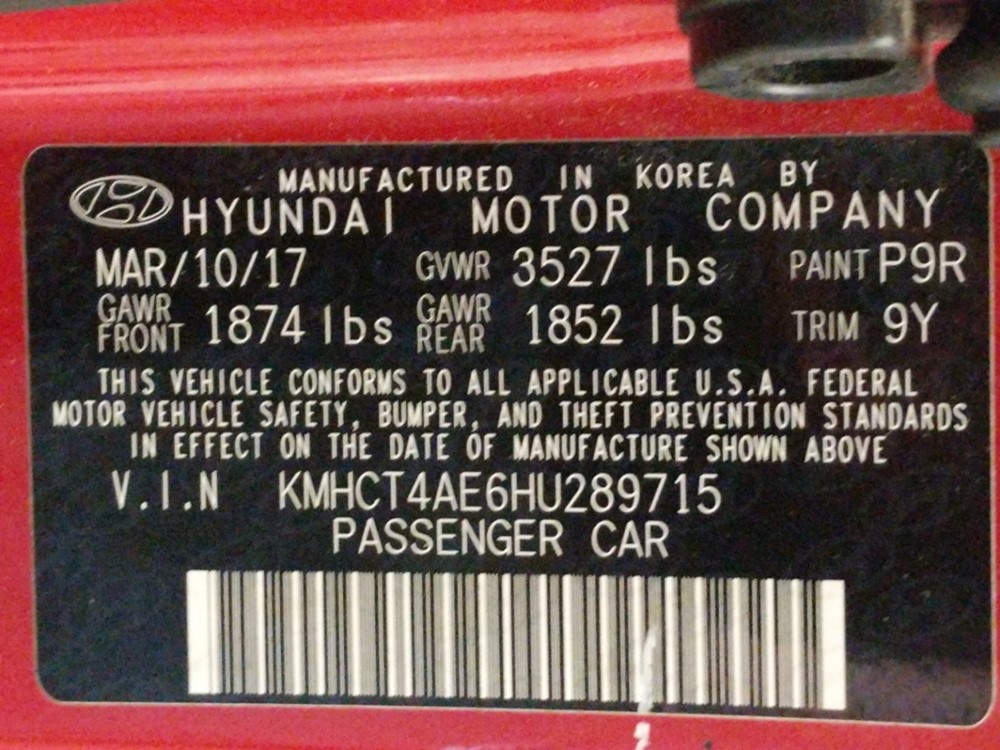 MANUFACTURED IN KOREA BY
HYUNDAI MOTOR COMPANY
MAR/10/17 GVWR 3527 lbs PAINT P9R
GAWR FRONT 1874 lbs GAWR REAR 1852 lbs TRIM 9Y
THIS VEHICLE CONFORMS TO ALL APPLICABLE U.S.A. FEDERAL
MOTOR VEHICLE SAFETY, BUMPER, AND THEFT PREVENTION STANDARDS
IN EFFECT ON THE DATE OF MANUFACTURE SHOWN ABOVE
V.I.N KMHCT4AE6HU289715
PASSENGER CAR